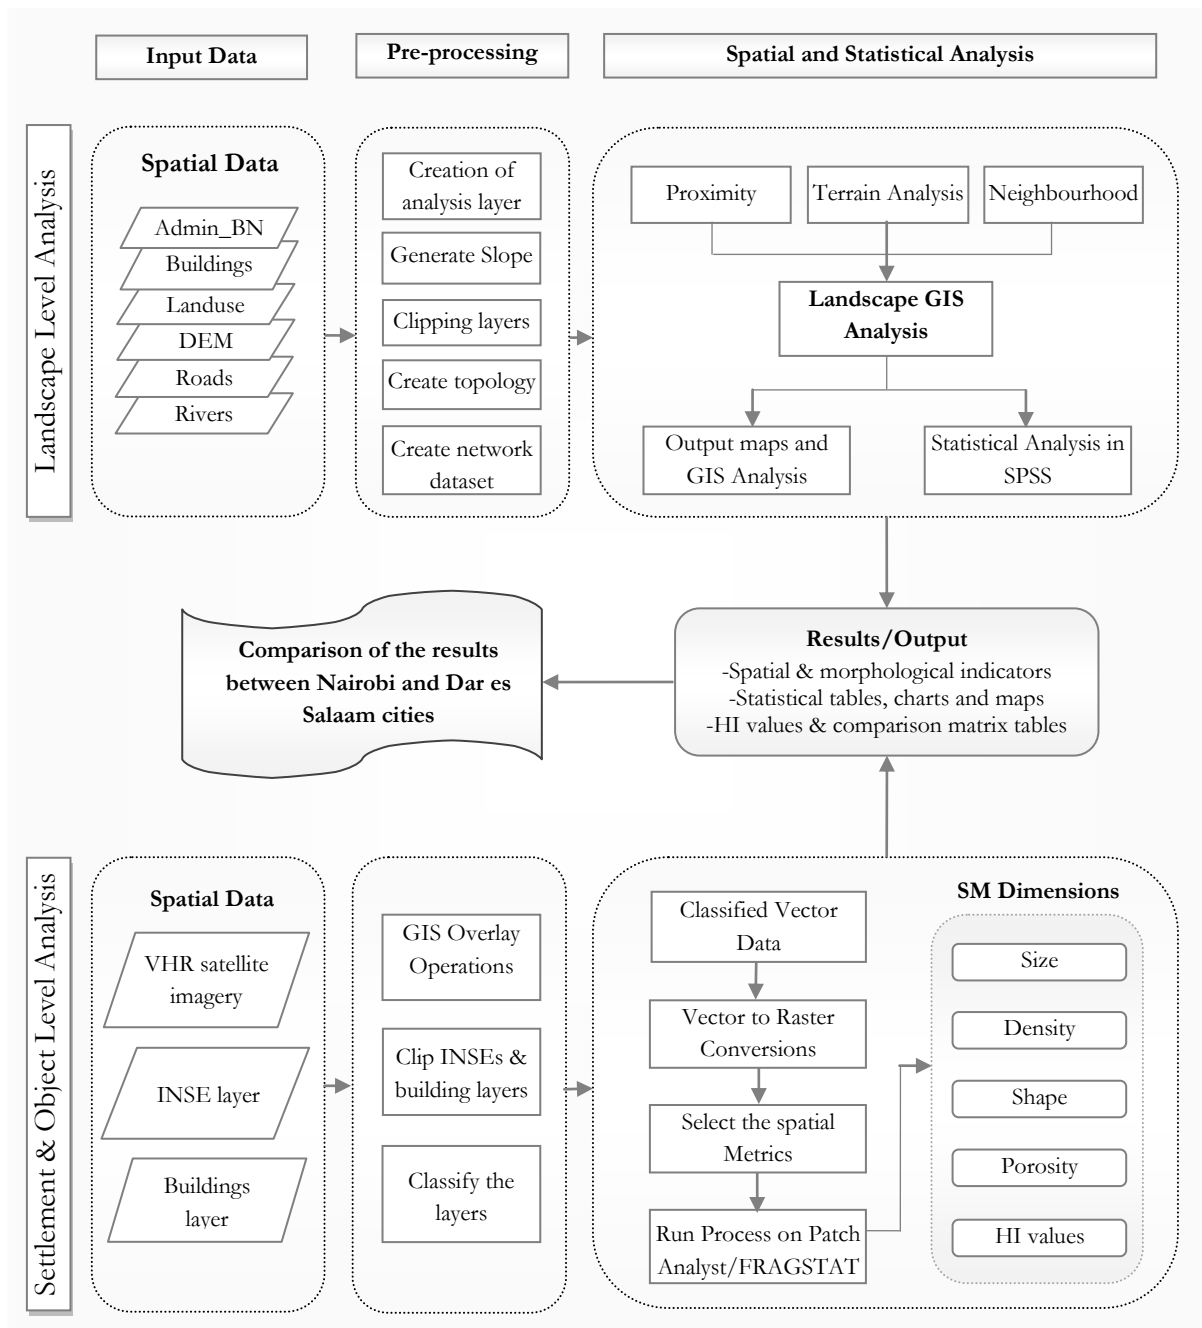 Input Data
Pre-processing
Spatial and Statistical Analysis
Landscape Level Analysis
Spatial Data
Admin_BN
Buildings
Landuse
DEM
Roads
Rivers
Creation of
analysis layer
Generate Slope
Clipping layers
Create topology
Create network
dataset
Proximity
Terrain Analysis
Neighbourhood
Landscape GIS
Analysis
Output maps and
GIS Analysis
Statistical Analysis in
SPSS
Comparison of the results
between Nairobi and Dar es
Salaam cities
Results/Output
-Spatial & morphological indicators
-Statistical tables, charts and maps
-HI values & comparison matrix tables
Settlement & Object Level Analysis
Spatial Data
VHR satellite
imagery
INSE layer
Buildings
layer
GIS Overlay
Operations
Clip INSEs &
building layers
Classify the
layers
Classified Vector
Data
Vector to Raster
Conversions
Select the spatial
Metrics
Run Process on Patch
Analyst/FRAGSTAT
SM Dimensions
Size
Density
Shape
Porosity
HI values